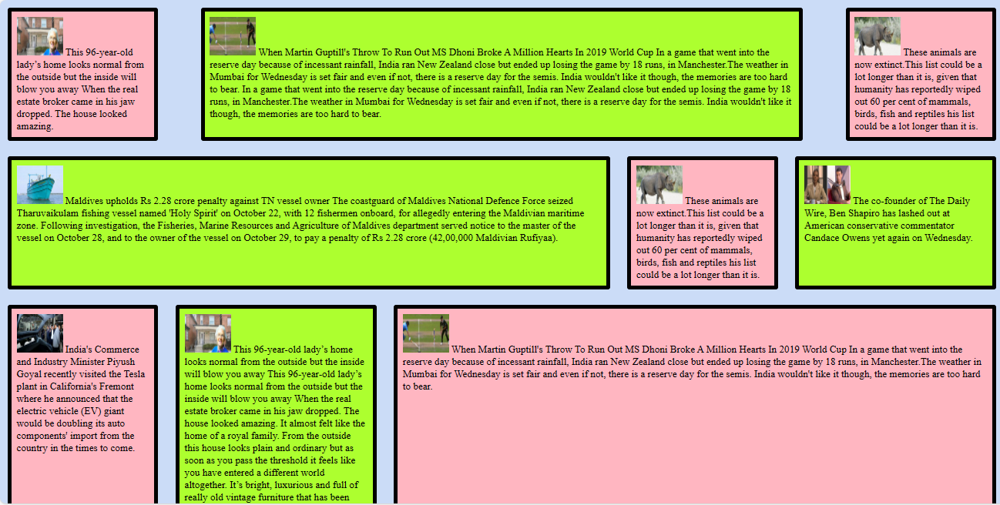 This 96-year-old
lady’s home looks normal from
the outside but the inside will
blow you away When the real
estate broker came in his jaw
dropped. The house looked
amazing.
When Martin Guptill's Throw To Run Out MS Dhoni Broke A Million Hearts In 2019 World Cup In a game that went into the
reserve day because of incessant rainfall, India ran New Zealand close but ended up losing the game by 18 runs, in Manchester.The weather in
Mumbai for Wednesday is set fair and even if not, there is a reserve day for the semis. India wouldn't like it though, the memories are too hard
to bear. In a game that went into the reserve day because of incessant rainfall, India ran New Zealand close but ended up losing the game by 18
runs, in Manchester.The weather in Mumbai for Wednesday is set fair and even if not, there is a reserve day for the semis. India wouldn't like it
though, the memories are too hard to bear.
These animals are
now extinct.This list could be a
lot longer than it is, given that
humanity has reportedly wiped
out 60 per cent of mammals,
birds, fish and reptiles his list
could be a lot longer than it is.
Maldives upholds Rs 2.28 crore penalty against TN vessel owner The coastguard of Maldives National Defence Force seized
Tharuvaikulam fishing vessel named 'Holy Spirit' on October 22, with 12 fishermen onboard, for allegedly entering the Maldivian maritime
zone. Following investigation, the Fisheries, Marine Resources and Agriculture of Maldives department served notice to the master of the
vessel on October 28, and to the owner of the vessel on October 29, to pay a penalty of Rs 2.28 crore (42,00,000 Maldivian Rufiyaa).
These animals are
now extinct.This list could be a
lot longer than it is, given that
humanity has reportedly wiped
out 60 per cent of mammals,
birds, fish and reptiles his list
could be a lot longer than it is.
The co-founder of The Daily
Wire, Ben Shapiro has lashed out at
American conservative commentator
Candace Owens yet again on Wednesday.
India's Commerce
and Industry Minister Piyush
Goyal recently visited the Tesla
plant in California's Fremont
where he announced that the
electric vehicle (EV) giant
would be doubling its auto
components' import from the
country in the times to come.
This 96-year-old lady’s home
looks normal from the outside but the inside
will blow you away This 96-year-old lady’s
home looks normal from the outside but the
inside will blow you away When the real
estate broker came in his jaw dropped. The
house looked amazing. It almost felt like the
home of a royal family. From the outside
this house looks plain and ordinary but as
soon as you pass the threshold it feels like
you have entered a different world
altogether. It’s bright, luxurious and full of
really old vintage furniture that has been
When Martin Guptill's Throw To Run Out MS Dhoni Broke A Million Hearts In 2019 World Cup In a game that went into the
reserve day because of incessant rainfall, India ran New Zealand close but ended up losing the game by 18 runs, in Manchester.The weather in
Mumbai for Wednesday is set fair and even if not, there is a reserve day for the semis. India wouldn't like it though, the memories are too hard
to bear.